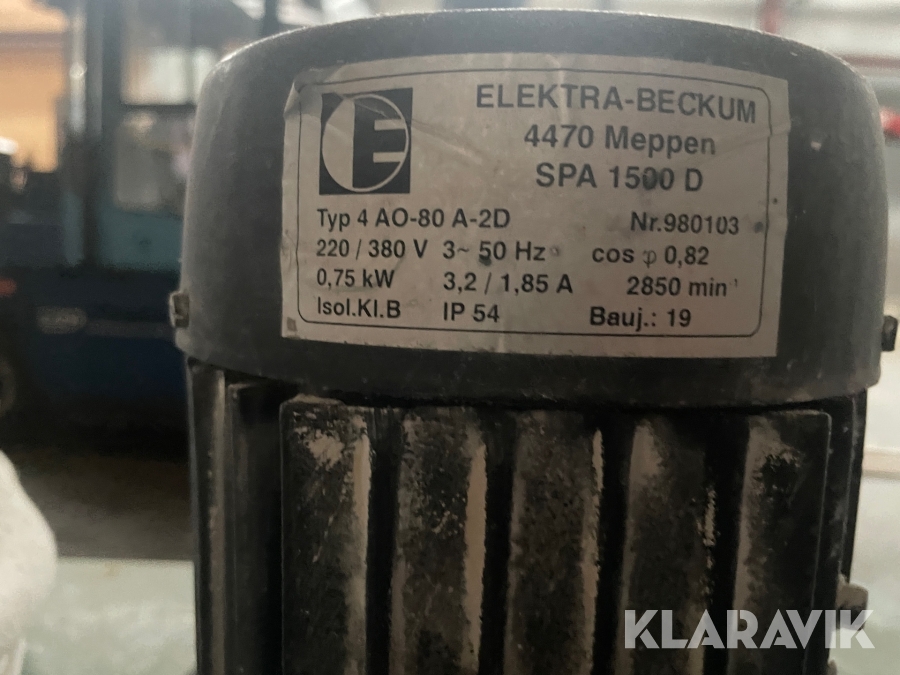 E
ELEKTRA-BECKUM
4470 Meppen
SPA 1500 D
Typ 4 AO-80 A-2D Nr.980103
220 / 380 V 3~ 50 Hz cos φ 0,82
0,75 kW 3,2 / 1,85 A 2850 min⁻¹
Isol.Kl.B IP 54 Bauj.: 19
KLARAVIK